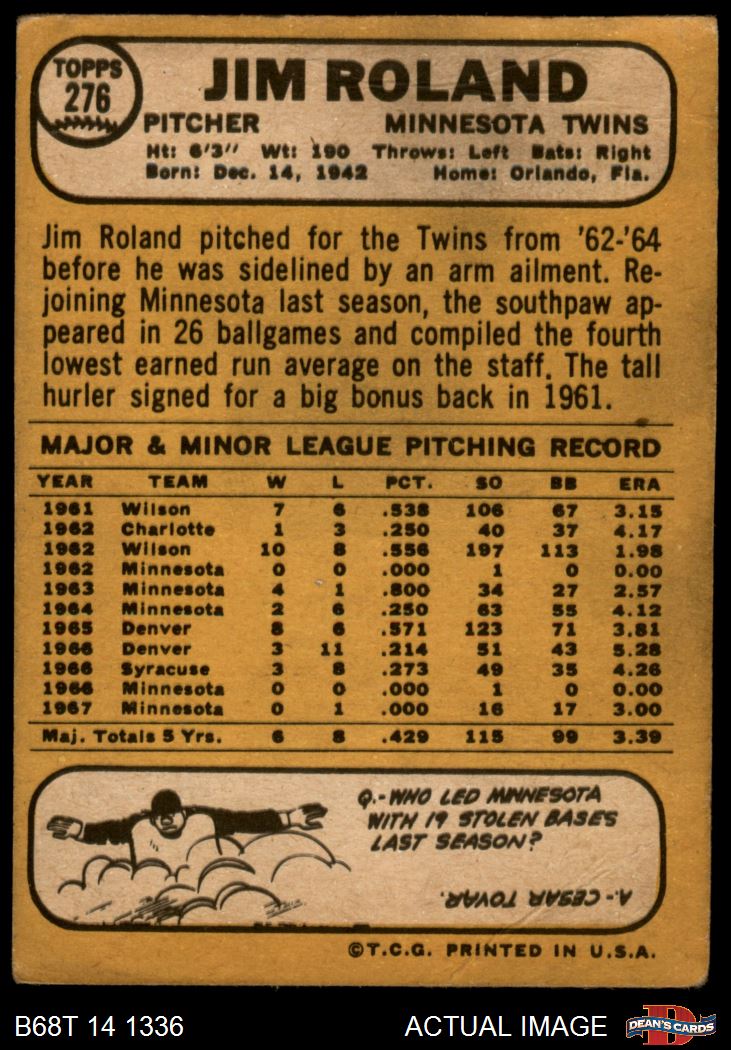 TOPPS
276
JIM ROLAND
PITCHER MINNESOTA TWINS
Ht: 6'3" Wt: 190 Throws: Left Bats: Right
Born: Dec. 14, 1942 Home: Orlando, Fla.
Jim Roland pitched for the Twins from '62-'64
before he was sidelined by an arm ailment. Re-
joining Minnesota last season, the southpaw ap-
peared in 26 ballgames and compiled the fourth
lowest earned run average on the staff. The tall
hurler signed for a big bonus back in 1961.
MAJOR & MINOR LEAGUE PITCHING RECORD
YEAR TEAM W L PCT. SO BB ERA
1961 Wilson 7 6 .538 106 67 3.15
1962 Charlotte 1 3 .250 40 37 4.17
1962 Wilson 10 8 .556 197 113 1.98
1962 Minnesota 0 0 .000 1 0 0.00
1963 Minnesota 4 1 .800 34 27 2.57
1964 Minnesota 2 6 .250 63 55 4.12
1965 Denver 8 6 .571 123 71 3.81
1966 Denver 3 11 .214 51 43 5.28
1966 Syracuse 3 8 .273 49 35 4.26
1966 Minnesota 0 0 .000 1 0 0.00
1967 Minnesota 0 1 .000 16 17 3.00
Maj. Totals 5 Yrs. 6 8 .429 115 99 3.39
Q.-WHO LED MINNESOTA
WITH 19 STOLEN BASES
LAST SEASON?
A.-CESAR TOVAR.
©T.C.G. PRINTED IN U.S.A.
B68T 14 1336 ACTUAL IMAGE
D
DEAN'S CARDS